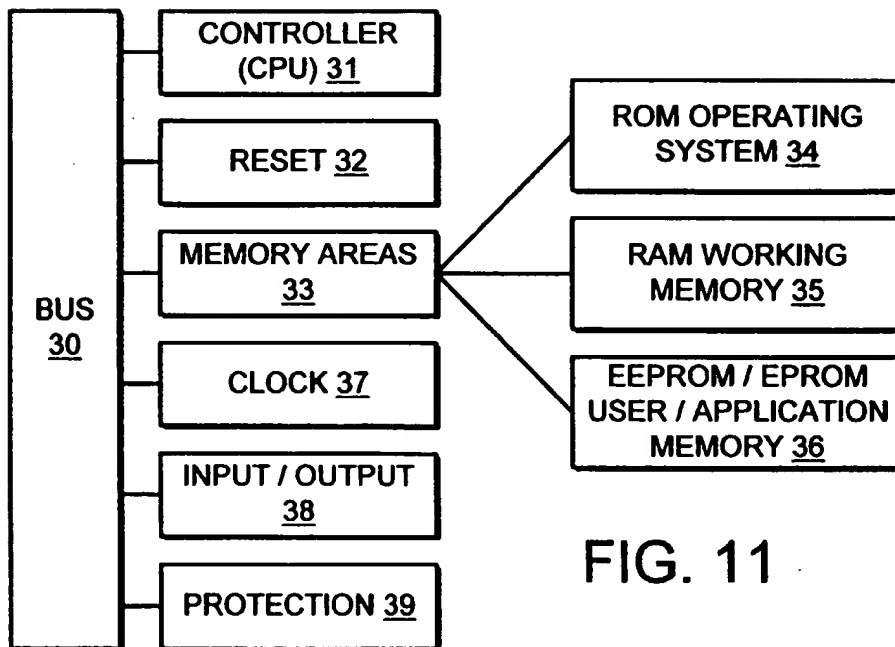 BUS
30
CONTROLLER
(CPU) 31
RESET 32
MEMORY AREAS
33
CLOCK 37
INPUT / OUTPUT
38
PROTECTION 39
ROM OPERATING
SYSTEM 34
RAM WORKING
MEMORY 35
EEPROM / EPROM
USER / APPLICATION
MEMORY 36
FIG. 11